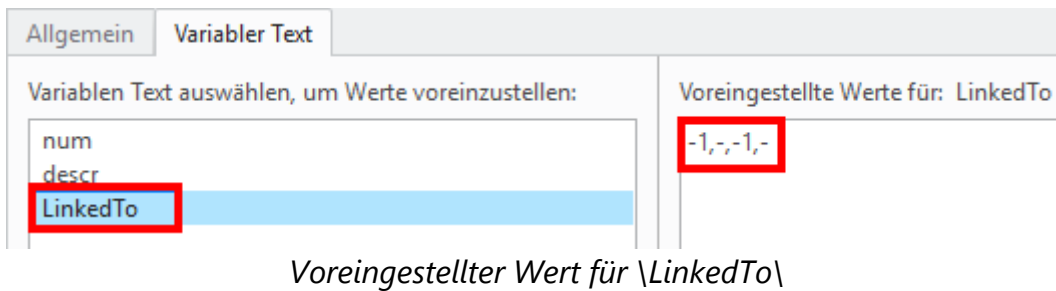 Allgemein Variabler Text
Variablen Text auswählen, um Werte voreinzustellen: Voreingestellte Werte für: LinkedTo
num -1,-,-1,-
descr
LinkedTo
Voreingestellter Wert für \LinkedTo\